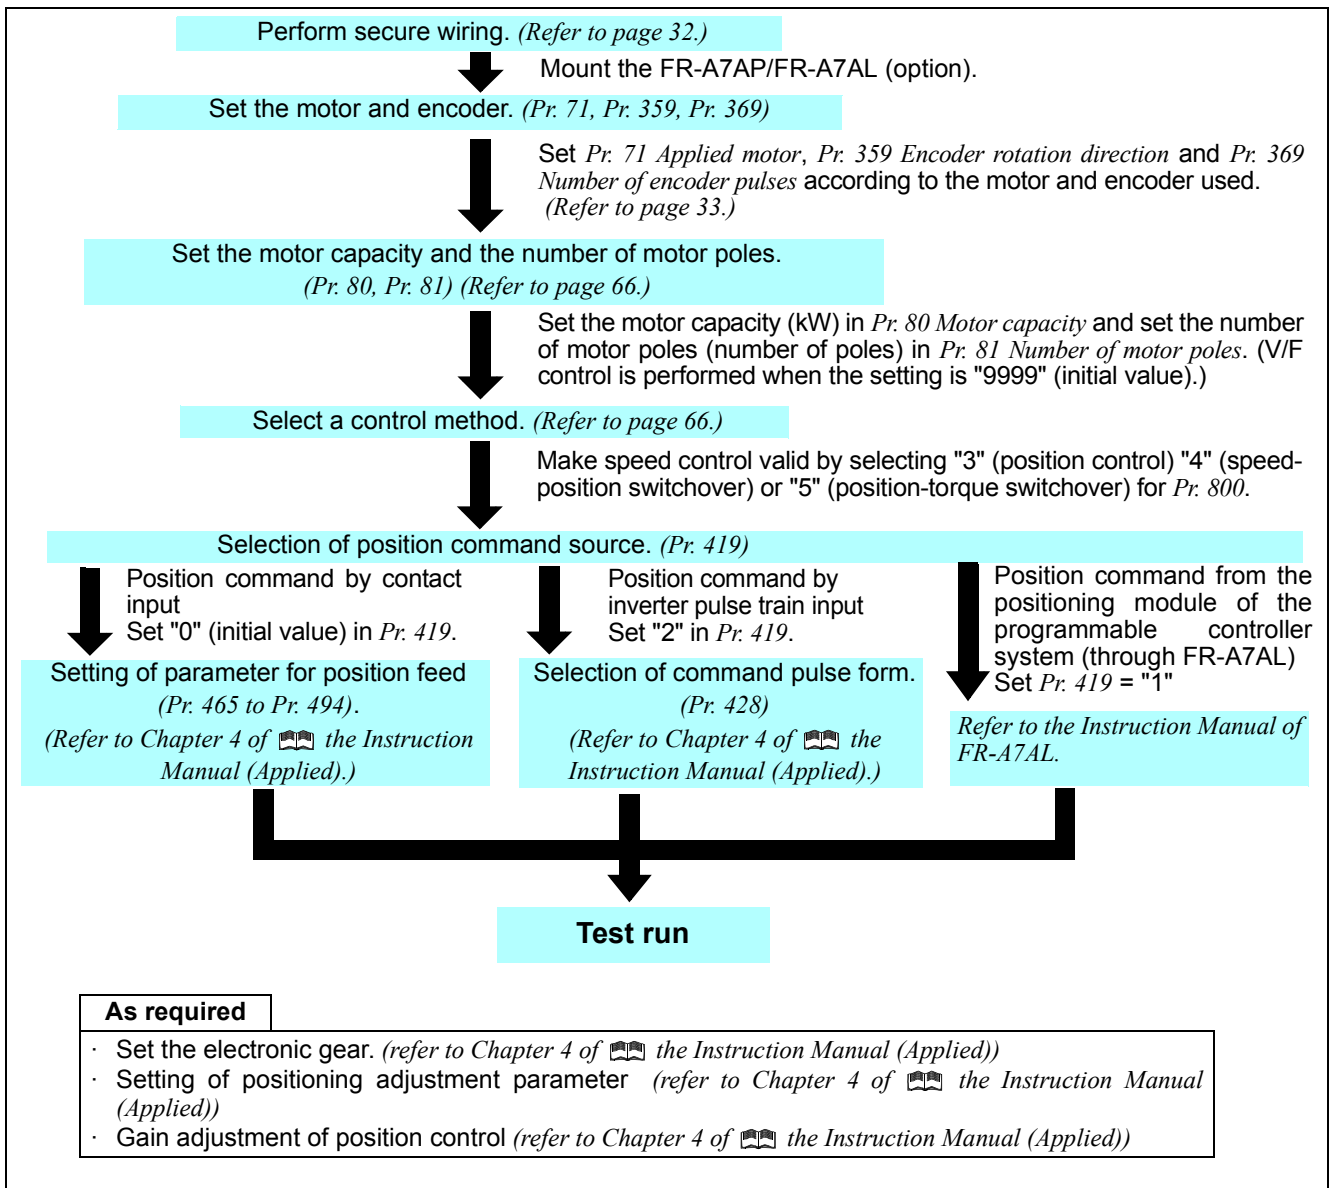 Perform secure wiring. (Refer to page 32.)
Mount the FR-A7AP/FR-A7AL (option).
Set the motor and encoder. (Pr. 71, Pr. 359, Pr. 369)
Set Pr. 71 Applied motor, Pr. 359 Encoder rotation direction and Pr. 369
Number of encoder pulses according to the motor and encoder used.
(Refer to page 33.)
Set the motor capacity and the number of motor poles.
(Pr. 80, Pr. 81) (Refer to page 66.)
Set the motor capacity (kW) in Pr. 80 Motor capacity and set the number
of motor poles (number of poles) in Pr. 81 Number of motor poles. (V/F
control is performed when the setting is "9999" (initial value).)
Select a control method. (Refer to page 66.)
Make speed control valid by selecting "3" (position control) "4" (speed-
position switchover) or "5" (position-torque switchover) for Pr. 800.
Selection of position command source. (Pr. 419)
Position command by contact
input
Set "0" (initial value) in Pr. 419.
Setting of parameter for position feed
(Pr. 465 to Pr. 494).
(Refer to Chapter 4 of the Instruction
Manual (Applied).)
Position command by
inverter pulse train input
Set "2" in Pr. 419.
Selection of command pulse form.
(Pr. 428)
(Refer to Chapter 4 of the
Instruction Manual (Applied).)
Position command from the
positioning module of the
programmable controller
system (through FR-A7AL)
Set Pr. 419 = "1"
Refer to the Instruction Manual of
FR-A7AL.
Test run
As required
· Set the electronic gear. (refer to Chapter 4 of the Instruction Manual (Applied))
· Setting of positioning adjustment parameter (refer to Chapter 4 of the Instruction Manual
(Applied))
· Gain adjustment of position control (refer to Chapter 4 of the Instruction Manual (Applied))